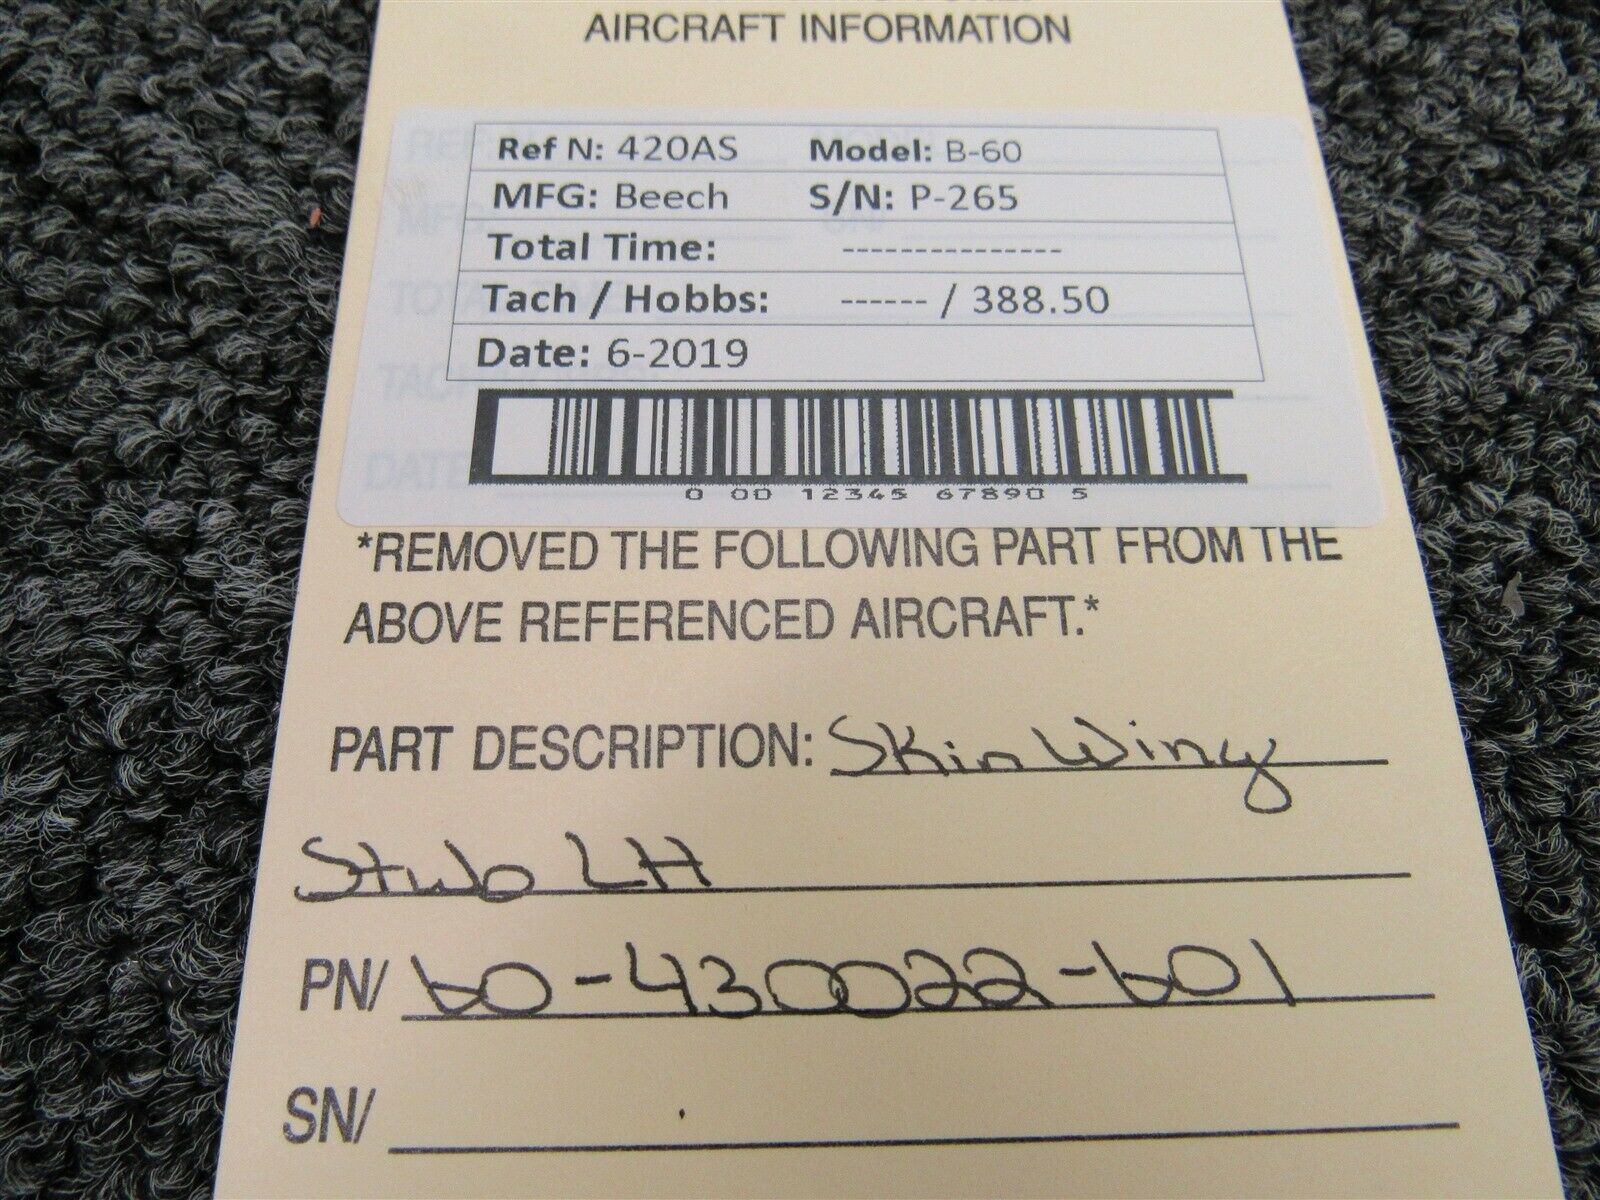 AIRCRAFT INFORMATION
Ref N: 420AS Model: B-60
MFG: Beech S/N: P-265
Total Time: ---------------
Tach / Hobbs: ------ / 388.50
Date: 6-2019
0 00 12345 67890 5
*REMOVED THE FOLLOWING PART FROM THE
ABOVE REFERENCED AIRCRAFT.*
PART DESCRIPTION: Skin Wing
Stub LH
PN/ 60-430022-601
SN/